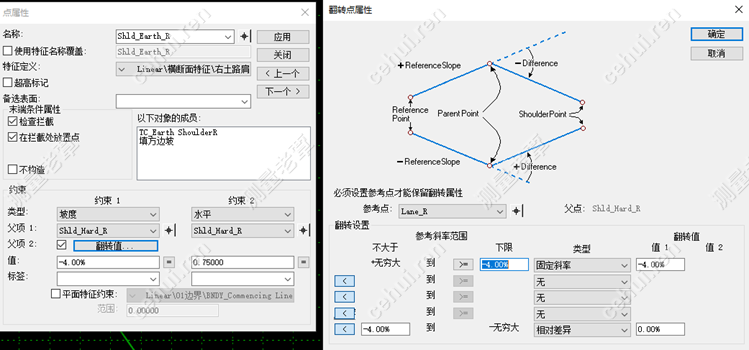 点属性
名称:
Shld_Earth_R
应用
使用特征名称覆盖:
Shld_Earth_R
关闭
特征定义:
Linear\横断面特征\右土路肩
< 上一个
超高标记
下一个 >
备选表面:
末端条件属性
检查拦截
在拦截处放置点
不均值
以下对象的成员:
TC_Earth ShoulderR
填方边坡
约束
约束 1
约束 2
类型:
坡度
水平
父项 1:
Shld_Hard_R
Shld_Hard_R
父项 2:
翻转值...
值:
-4.00%
=
0.75000
=
标签:
平面特征约束:
Linear\01边界\BNDY_Commencing Line
范围:
0.00000
翻转点属性
确定
取消
+ReferenceSlope
-Difference
Reference
Point
ParentPoint
ShoulderPoint
-ReferenceSlope
+Difference
必须设置参考点才能保留翻转属性
参考点:
Lane_R
父点:
Shld_Hard_R
翻转设置
参考斜率范围
翻转值
不大于
下限
类型
值 1
值 2
+无穷大
到
>=
-4.00%
固定斜率
-4.00%
<
到
>=
无
<
到
>=
无
<
到
>=
无
<
-4.00%
到
-无穷大
相对差异
0.00%
cehui.ren
测量老宰